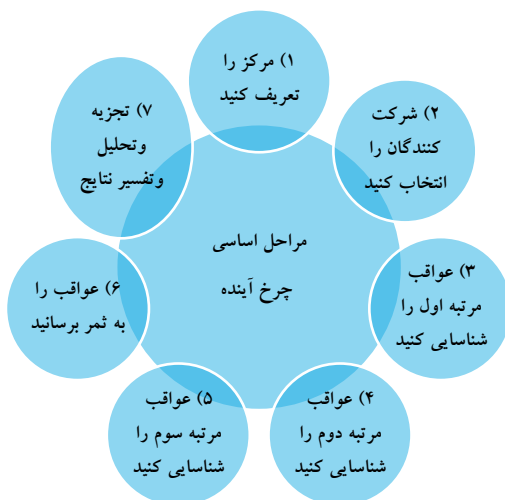 ۱) مرکز را
تعریف کنید
۲) شرکت
کنندگان را
انتخاب کنید
۳) عواقب
مرتبه اول را
شناسایی کنید
۴) عواقب
مرتبه دوم را
شناسایی کنید
۵) عواقب
مرتبه سوم را
شناسایی کنید
۶) عواقب را
به ثمر برسانید
۷) تجزیه
وتحلیل
وتفسیر نتایج
مراحل اساسی
چرخ آینده